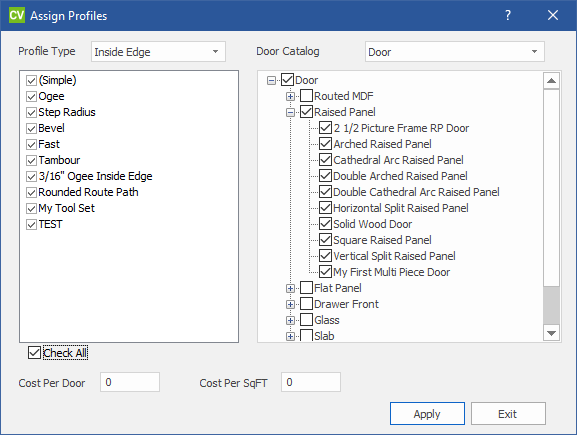 CV Assign Profiles ? ×
Profile Type Inside Edge Door Catalog Door
(Simple)
Ogee
Step Radius
Bevel
Fast
Tambour
3/16" Ogee Inside Edge
Rounded Route Path
My Tool Set
TEST
Check All
Door
Routed MDF
Raised Panel
2 1/2 Picture Frame RP Door
Arched Raised Panel
Cathedral Arc Raised Panel
Double Arched Raised Panel
Double Cathedral Arc Raised Panel
Horizontal Split Raised Panel
Solid Wood Door
Square Raised Panel
Vertical Split Raised Panel
My First Multi Piece Door
Flat Panel
Drawer Front
Glass
Slab
Cost Per Door 0 Cost Per SqFT 0
Apply Exit